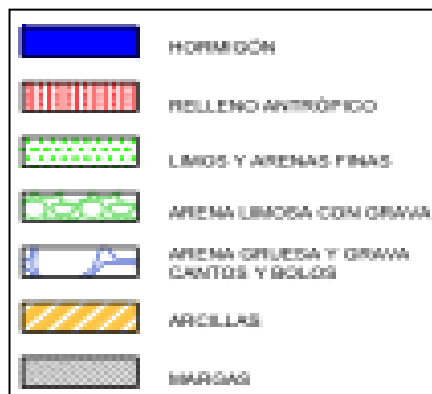 HORMIGÓN
RELLENO ANTRÓPICO
LIMOS Y ARENAS FINAS
ARENA LIMOSA CON GRAVA
ARENA GRUESA Y GRAVA
CANTOS Y BOLOS
ARCILLAS
MARGAS